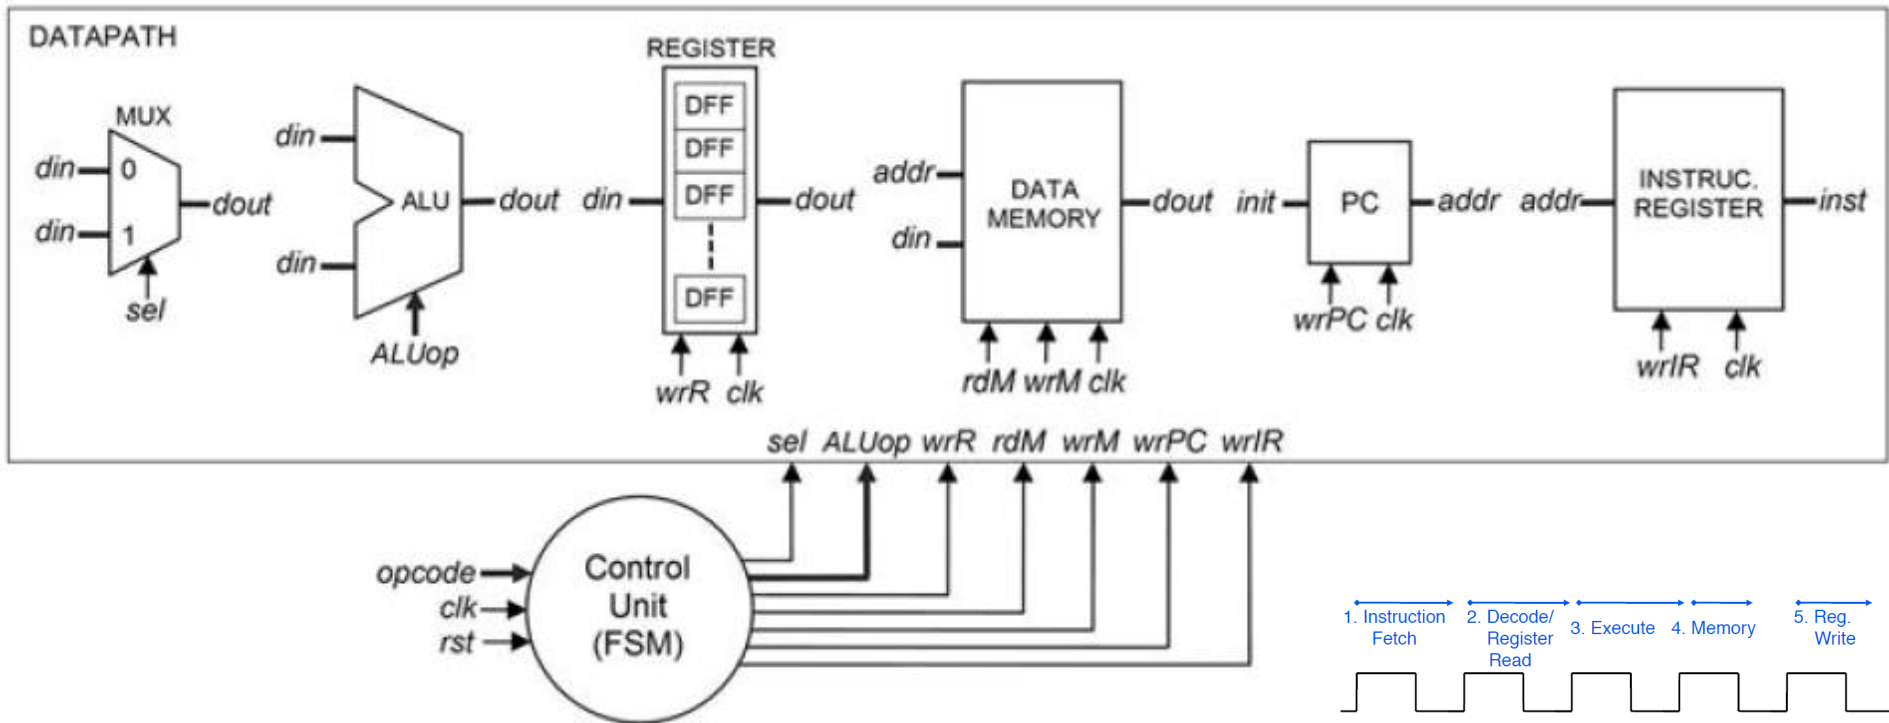 DATAPATH
MUX
din
0
din
1
dout
sel
din
din
ALU
dout
ALUop
REGISTER
DFF
DFF
DFF
DFF
din
dout
wrR clk
addr
din
DATA
MEMORY
dout
rdM wrM clk
init
PC
addr
wrPC clk
addr
INSTRUC.
REGISTER
inst
wrIR clk
sel ALUop wrR rdM wrM wrPC wrIR
opcode
clk
rst
Control
Unit
(FSM)
1. Instruction
Fetch
2. Decode/
Register
Read
3. Execute
4. Memory
5. Reg.
Write